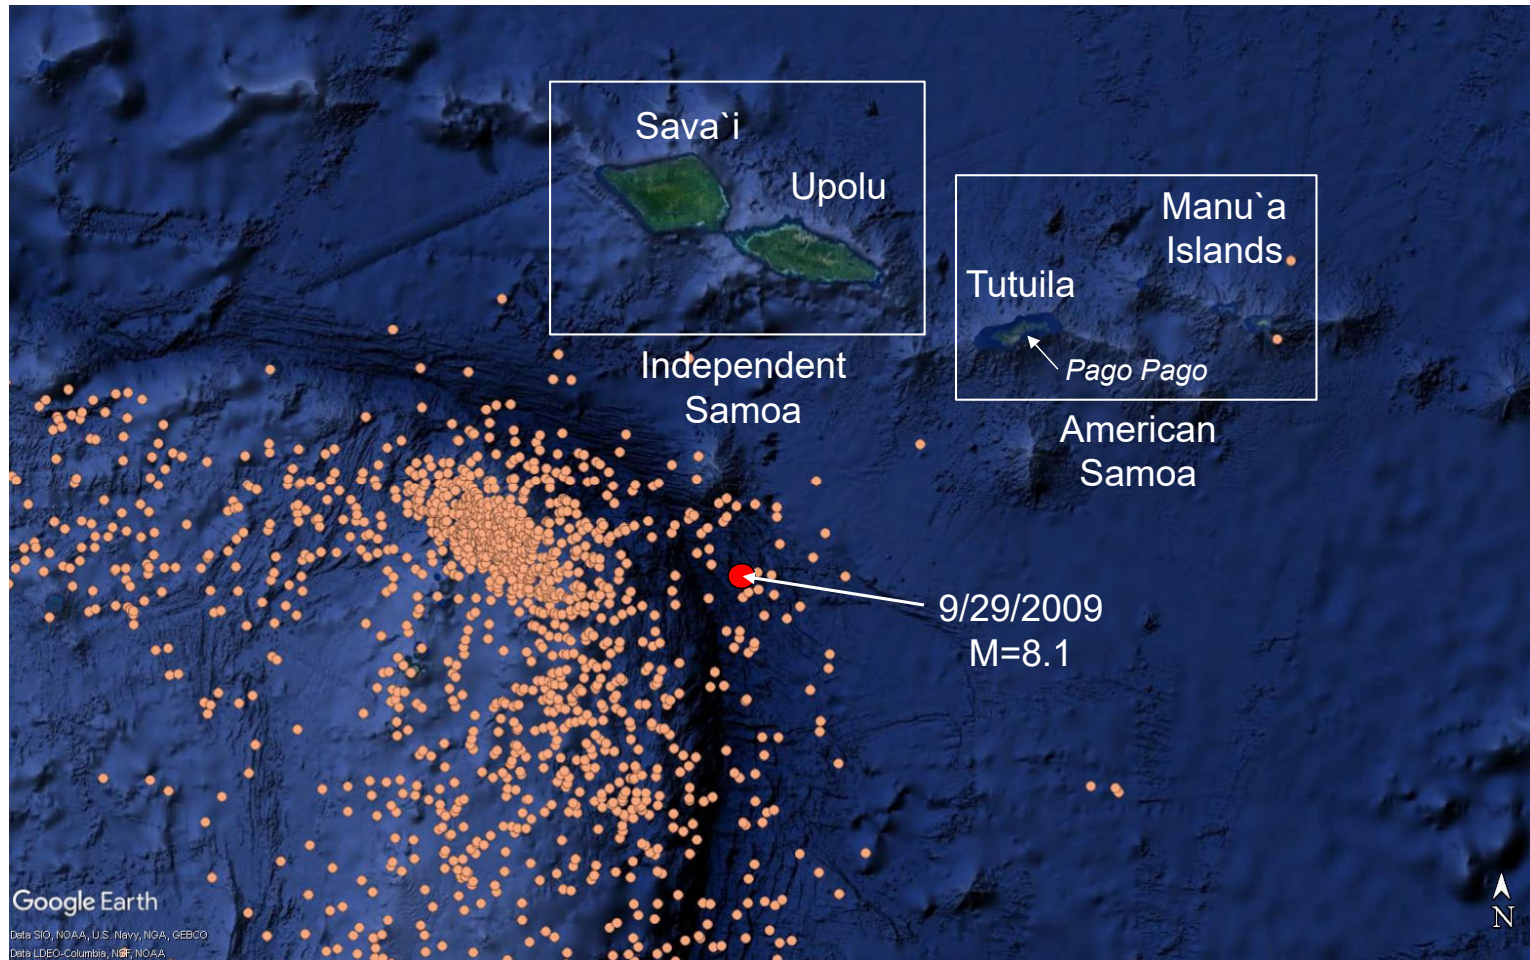 Sava`i
Upolu
Manu`a
Islands
Tutuila
Pago Pago
Independent
Samoa
American
Samoa
9/29/2009
M=8.1
Google Earth
N
Data SIO, NOAA, U.S. Navy, NGA, GEBCO
Data LDEO-Columbia, NSF, NOAA